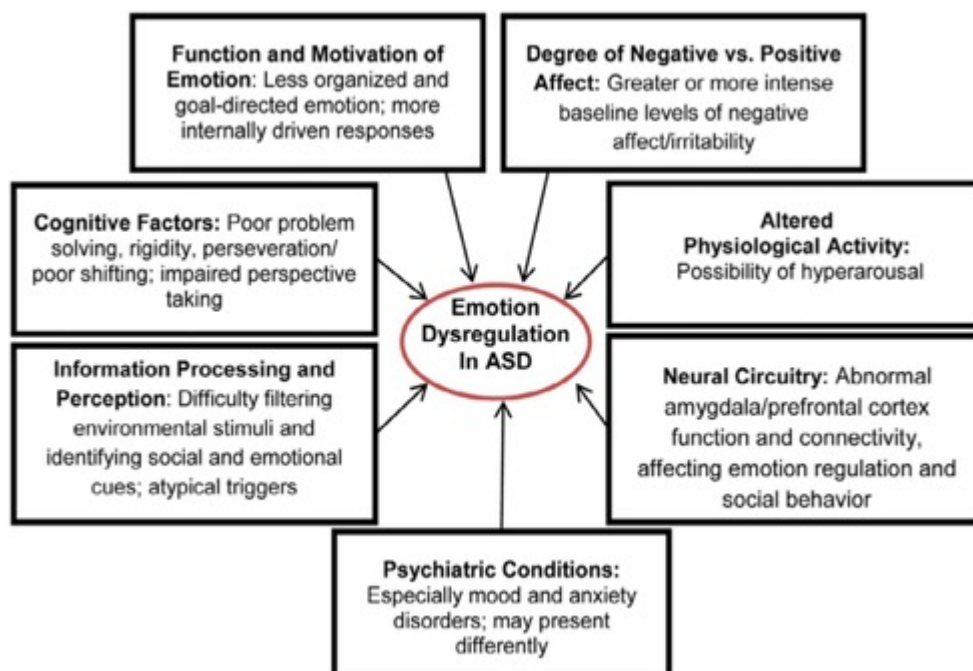 Function and Motivation of
Emotion: Less organized and
goal-directed emotion; more
internally driven responses
Degree of Negative vs. Positive
Affect: Greater or more intense
baseline levels of negative
affect/irritability
Cognitive Factors: Poor problem
solving, rigidity, perseveration/
poor shifting; impaired perspective
taking
Altered
Physiological Activity:
Possibility of hyperarousal
Emotion
Dysregulation
In ASD
Information Processing and
Perception: Difficulty filtering
environmental stimuli and
identifying social and emotional
cues; atypical triggers
Neural Circuitry: Abnormal
amygdala/prefrontal cortex
function and connectivity,
affecting emotion regulation and
social behavior
Psychiatric Conditions:
Especially mood and anxiety
disorders; may present
differently